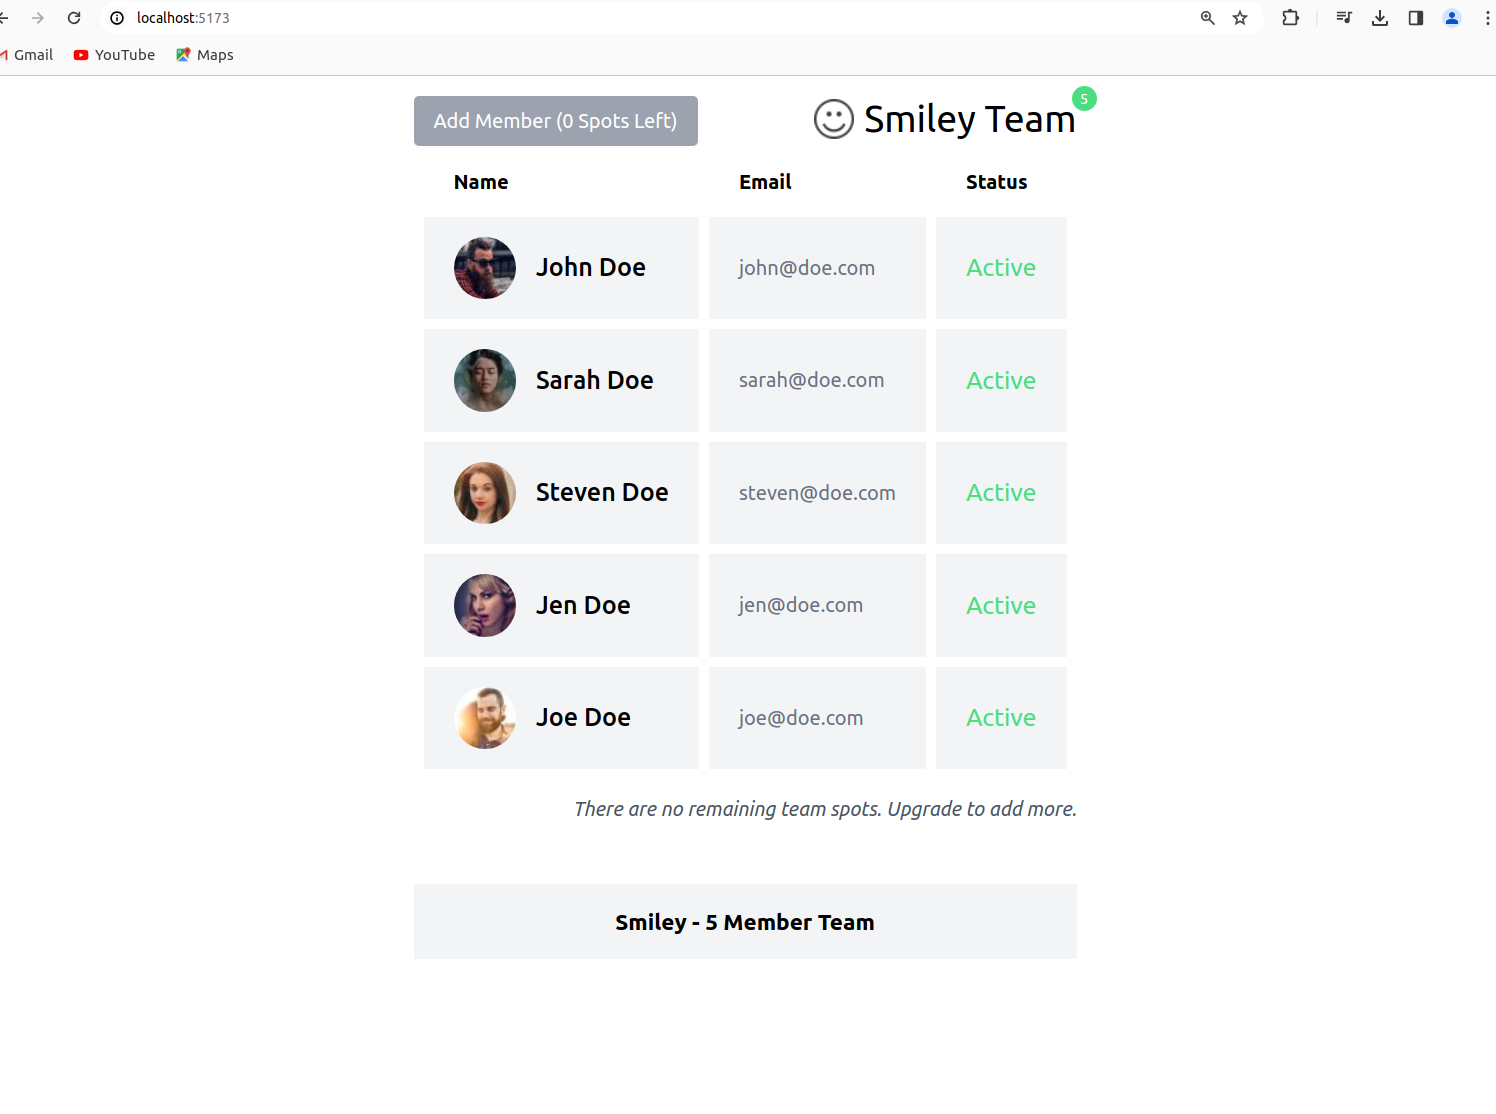 localhost:5173
Gmail YouTube Maps
Add Member (0 Spots Left) Smiley Team 5
Name Email Status
John Doe john@doe.com Active
Sarah Doe sarah@doe.com Active
Steven Doe steven@doe.com Active
Jen Doe jen@doe.com Active
Joe Doe joe@doe.com Active
There are no remaining team spots. Upgrade to add more.
Smiley - 5 Member Team